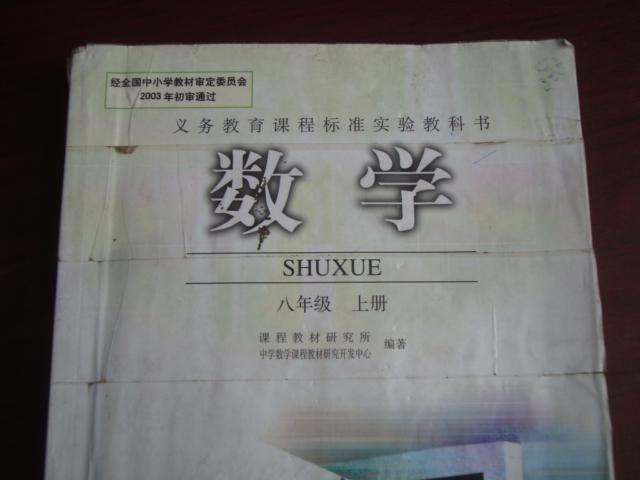 经全国中小学教材审定委员会
2003年初审通过
义务教育课程标准实验教科书
数学
SHUXUE
八年级 上册
课程教材研究所
中学数学课程教材研究开发中心 编著